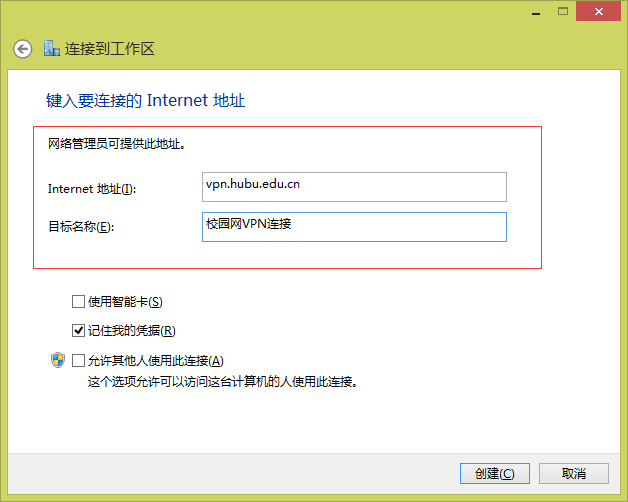 连接到工作区
键入要连接的 Internet 地址
网络管理员可提供此地址。
Internet 地址(I): vpn.hubu.edu.cn
目标名称(E): 校园网VPN连接
使用智能卡(S)
记住我的凭据(R)
允许其他人使用此连接(A)
这个选项允许可以访问这台计算机的人使用此连接。
创建(C) 取消